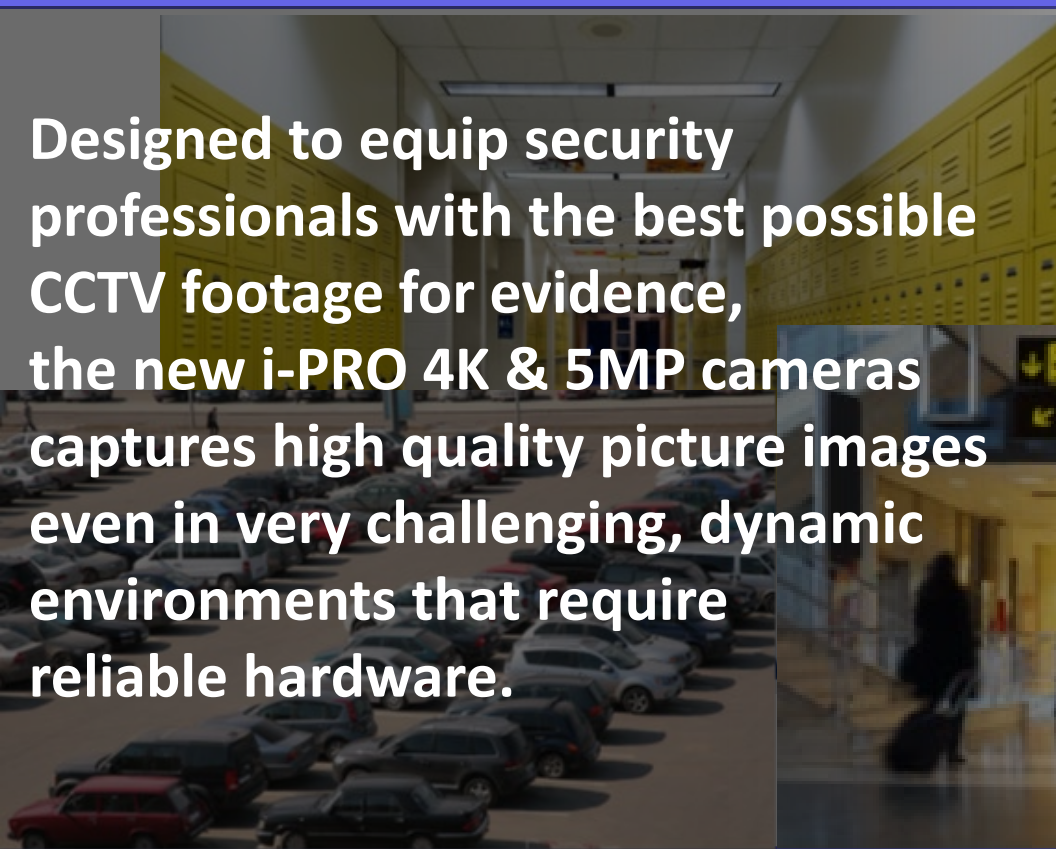 Designed to equip security
professionals with the best possible
CCTV footage for evidence,
the new i-PRO 4K & 5MP cameras
captures high quality picture images
even in very challenging, dynamic
environments that require
reliable hardware.